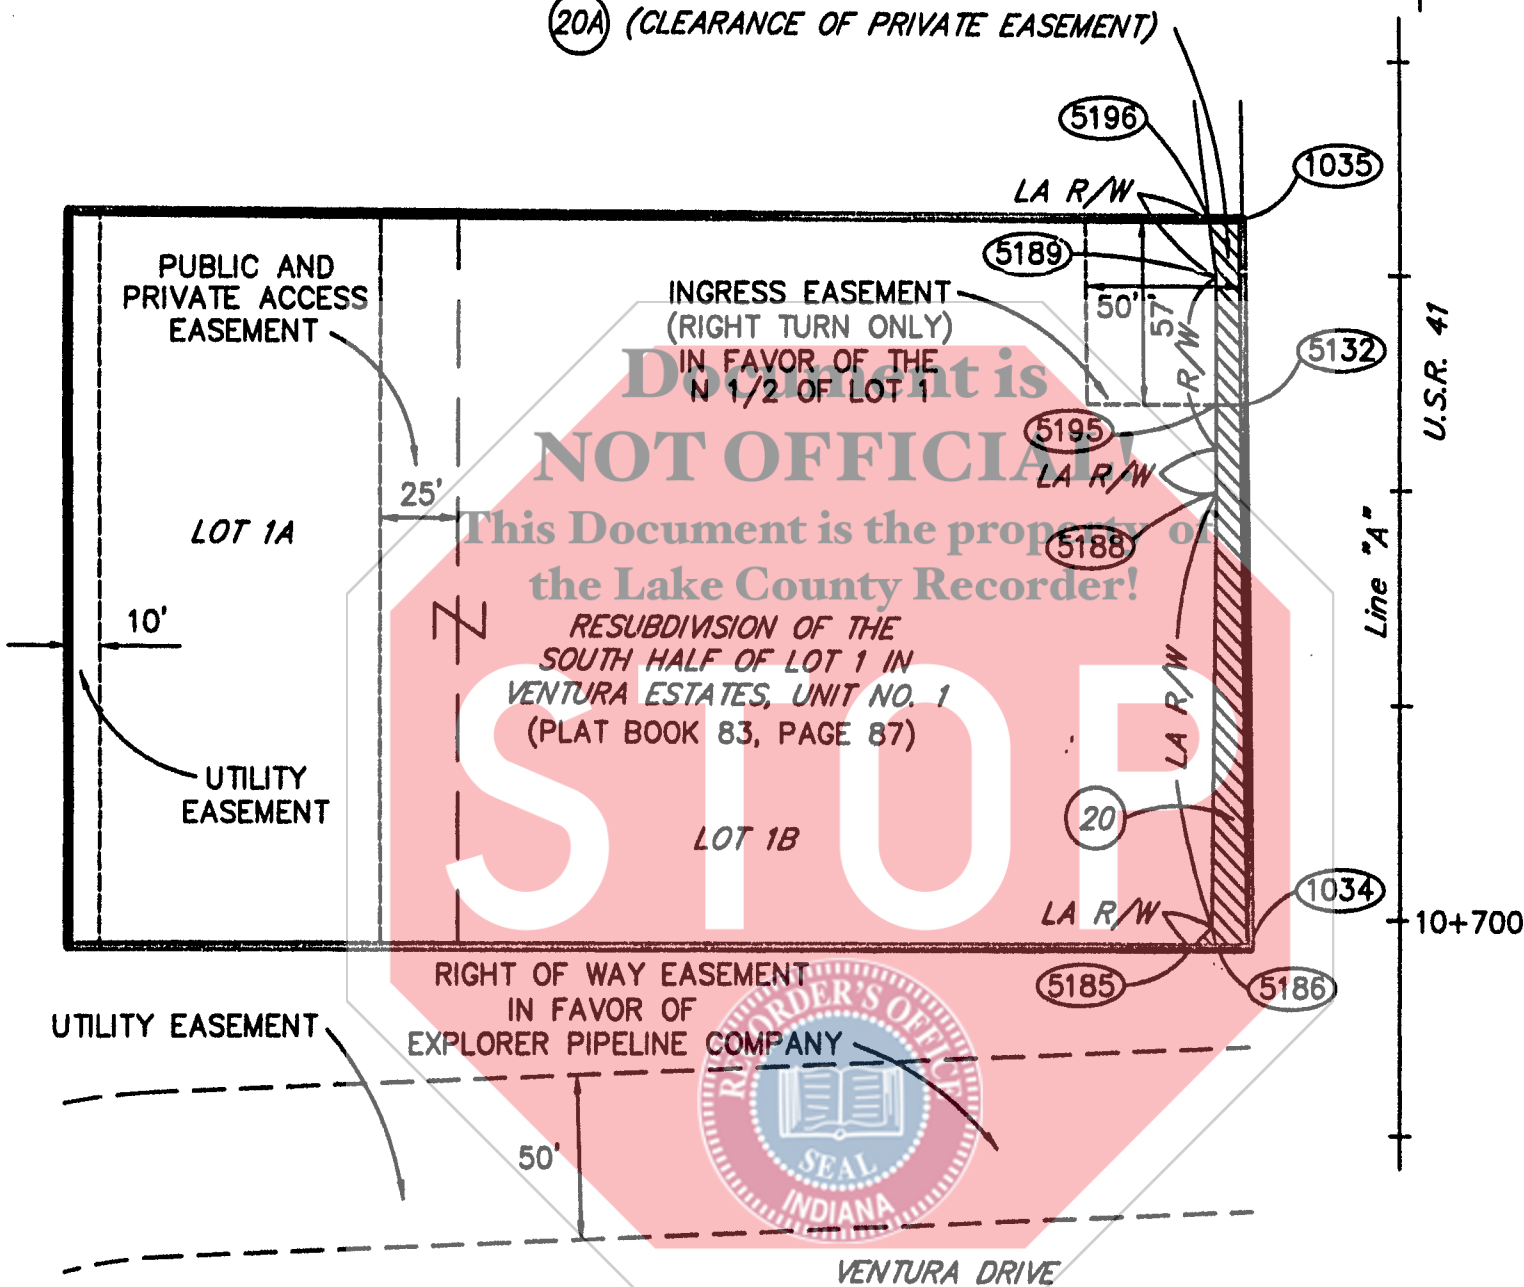 20A (CLEARANCE OF PRIVATE EASEMENT)
5196
1035
LA R/W
5189
PUBLIC AND
PRIVATE ACCESS
EASEMENT
INGRESS EASEMENT
(RIGHT TURN ONLY)
IN FAVOR OF THE
N 1/2 OF LOT 1
50'
57'
R/W
U.S.R. 41
5132
Document is
NOT OFFICIAL!
This Document is the property of
the Lake County Recorder!
5195
LA R/W
25'
LOT 1A
5188
Line "A"
10'
RESUBDIVISION OF THE
SOUTH HALF OF LOT 1 IN
VENTURA ESTATES, UNIT NO. 1
(PLAT BOOK 83, PAGE 87)
LA R/W
STOP
UTILITY
EASEMENT
LOT 1B
20
1034
LA R/W
10+700
RIGHT OF WAY EASEMENT
IN FAVOR OF
EXPLORER PIPELINE COMPANY
5185
5186
UTILITY EASEMENT
RECORDER'S OFFICE
SEAL
INDIANA
50'
VENTURA DRIVE